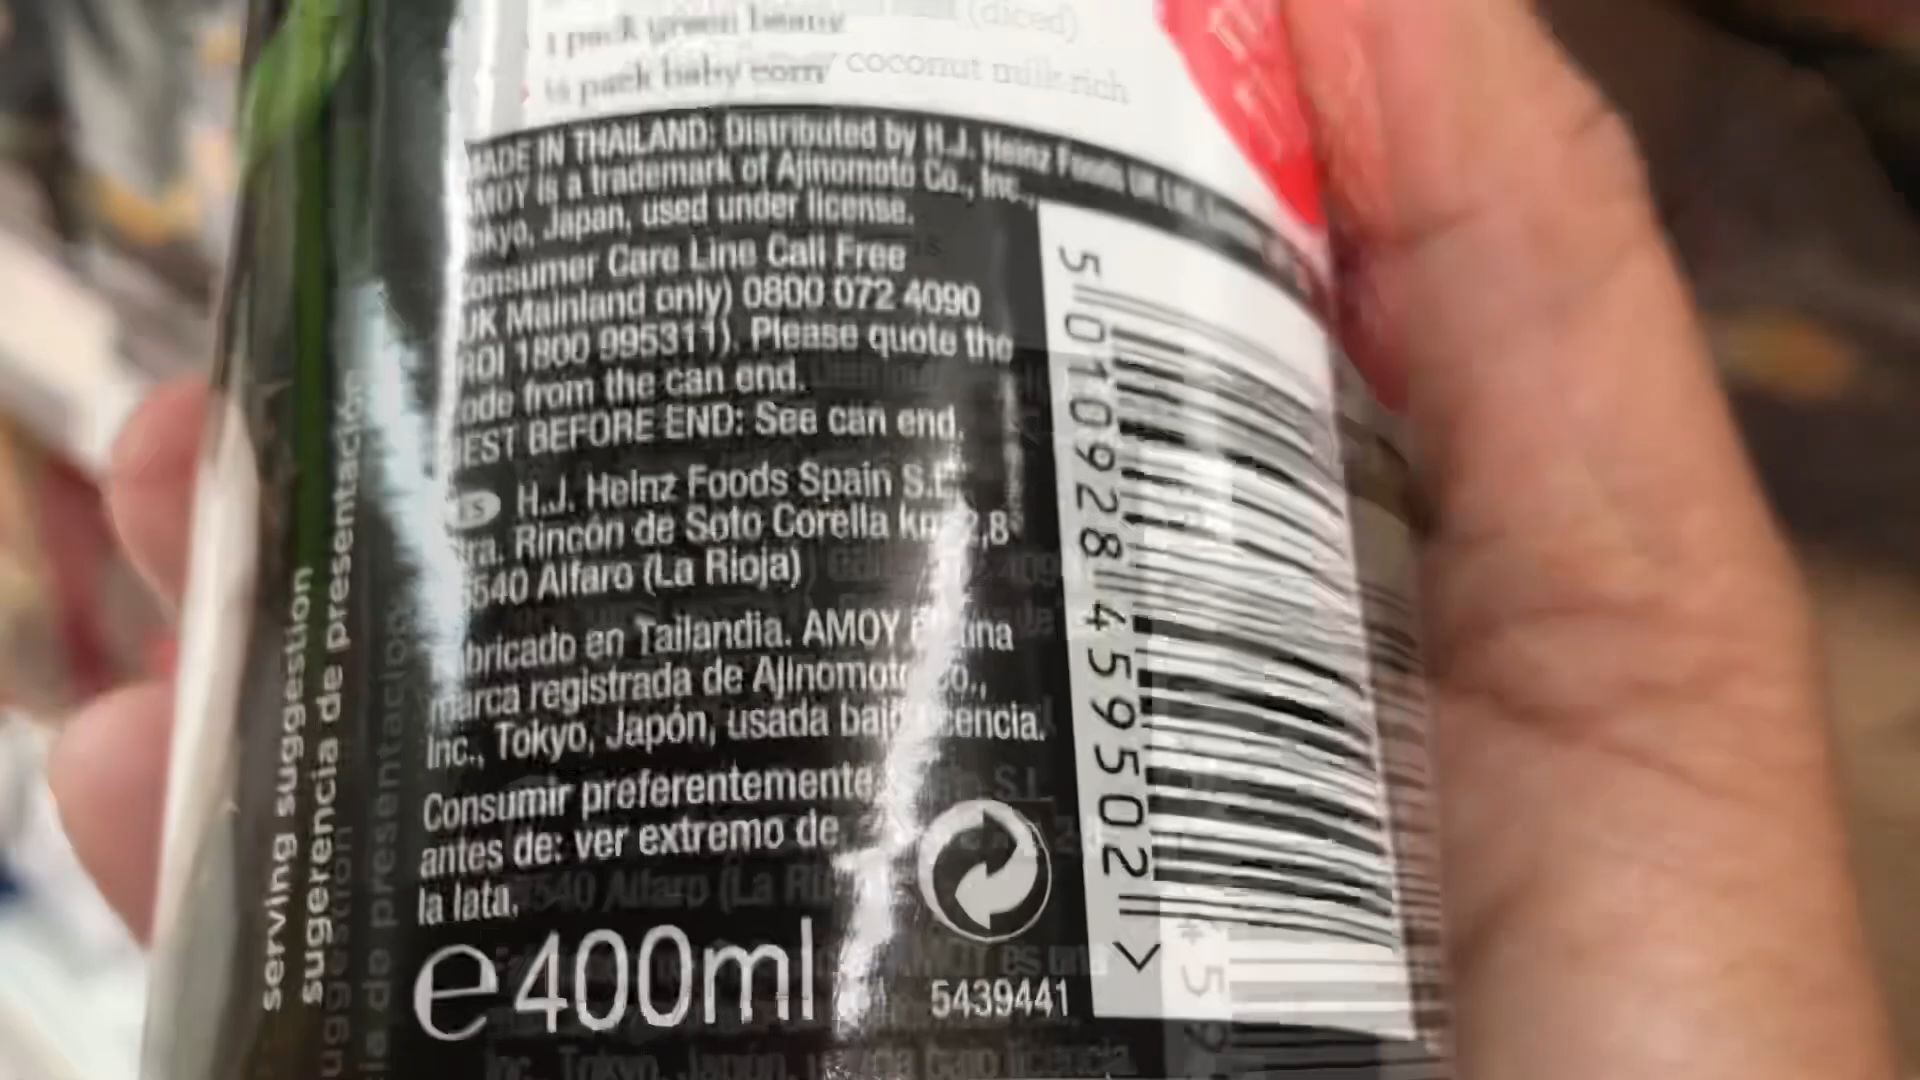 (diced)
1 pack green beans
½ pack baby corn coconut milk rich
MADE IN THAILAND: Distributed by H.J. Heinz Foods UK Ltd,
AMOY is a trademark of Ajinomoto Co., Inc.,
Tokyo, Japan, used under license.
Consumer Care Line Call Free
(UK Mainland only) 0800 072 4090
(ROI 1800 995311). Please quote the
code from the can end.
BEST BEFORE END: See can end.
ES H.J. Heinz Foods Spain S.L.
Ctra. Rincón de Soto Corella km 2,8
540 Alfaro (La Rioja)
Fabricado en Tailandia. AMOY es una
marca registrada de Ajinomoto Co.,
Inc., Tokyo, Japón, usada bajo licencia.
Consumir preferentemente
antes de: ver extremo de
la lata.
e400ml
5439441
5 010928 459502 >
serving suggestion
sugerencia de presentación